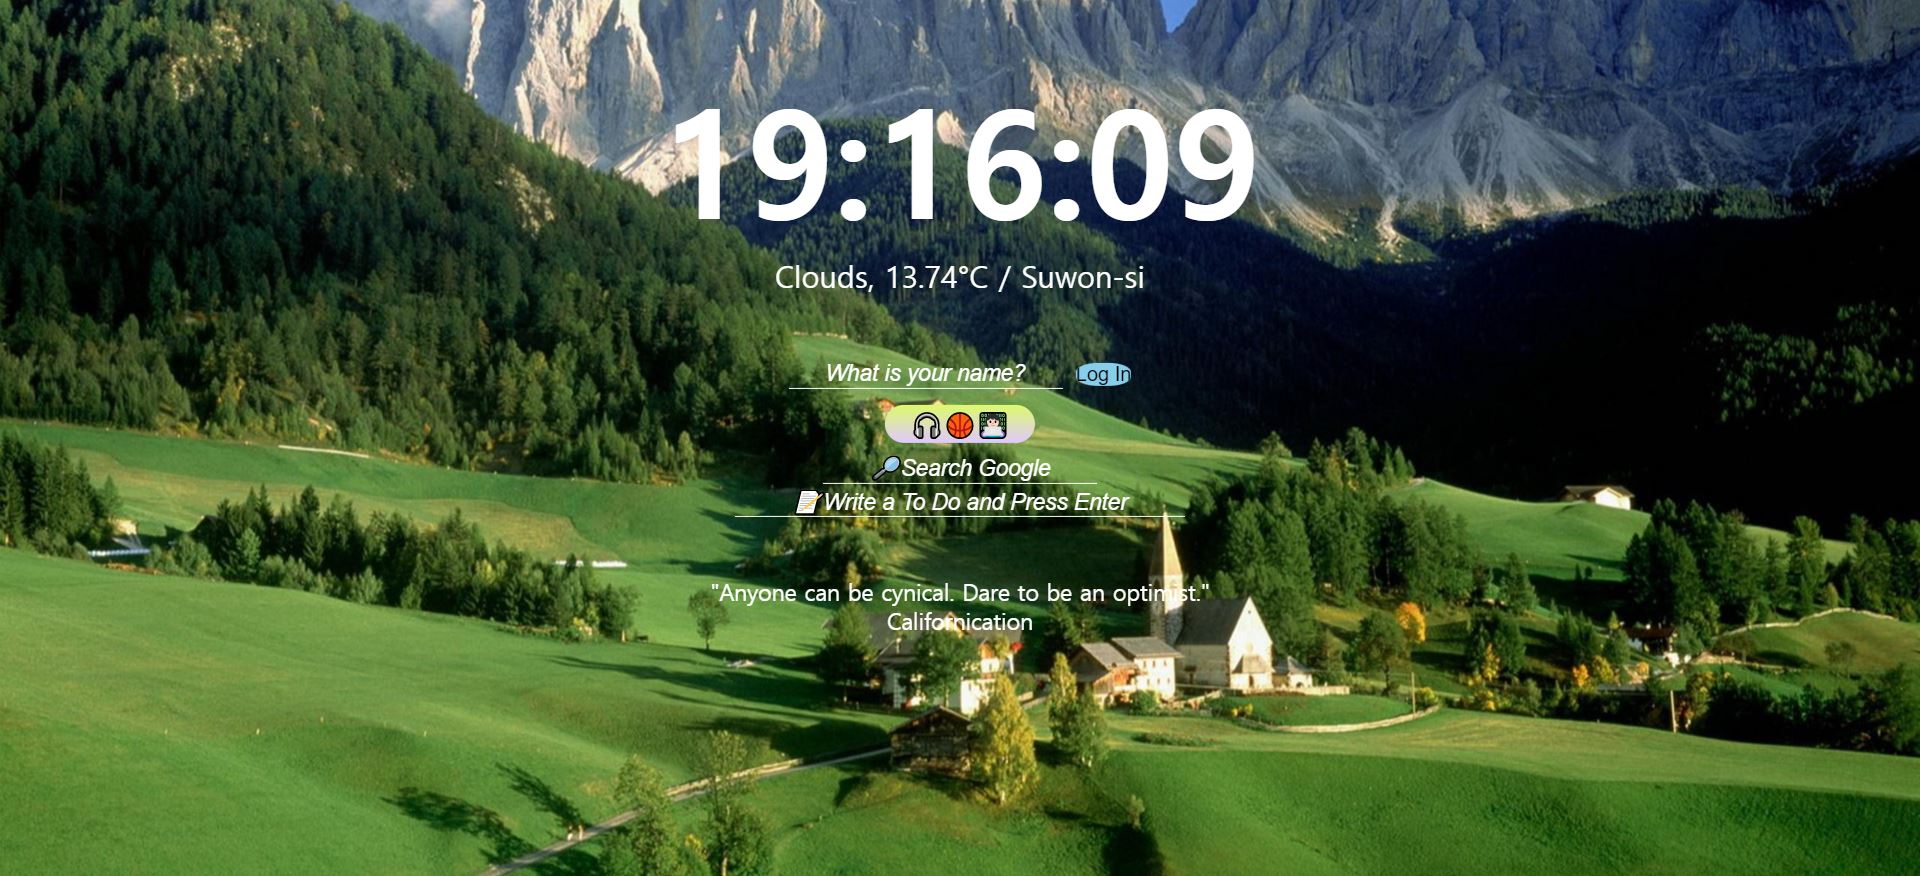 19:16:09
Clouds, 13.74°C / Suwon-si
What is your name? Log In
Search Google
Write a To Do and Press Enter
"Anyone can be cynical. Dare to be an optimist."
Californication